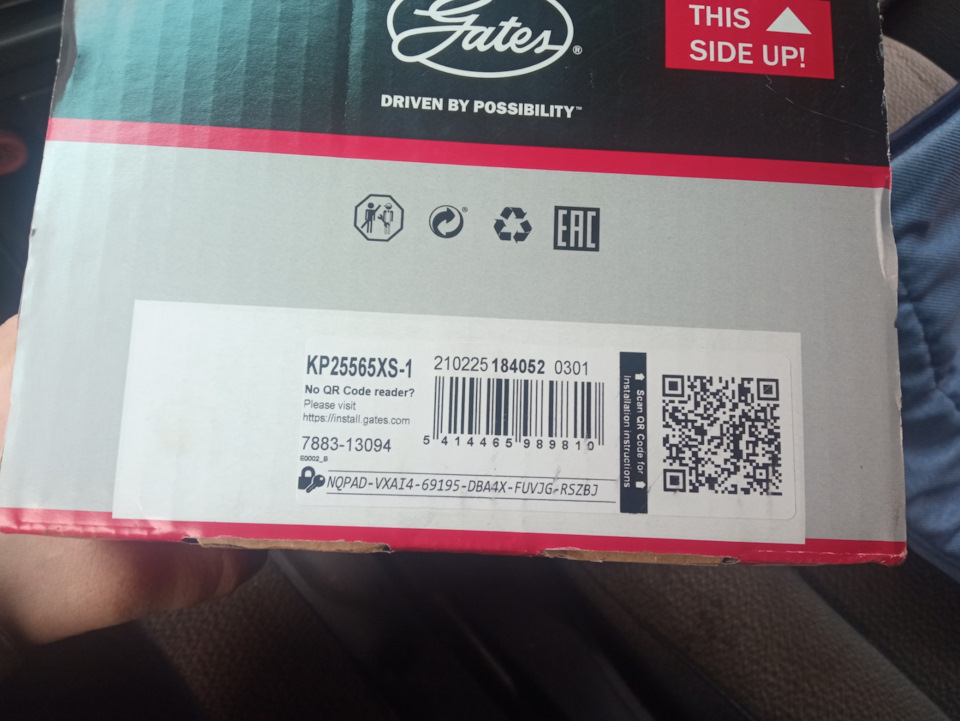 Gates®
DRIVEN BY POSSIBILITY™
THIS
SIDE UP!
EAC
KP25565XS-1
No QR Code reader?
Please visit
https://install.gates.com
7883-13094
E0002_B
210225 184052 0301
5 414465 989810
NQPAD-VXAI4-69195-DBA4X-FUVJG-RSZBJ
Scan QR Code for
installation instructions